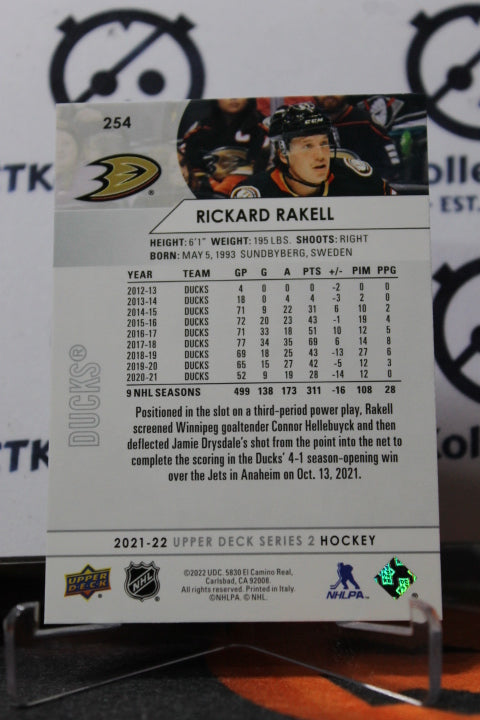 254
CCM
RICKARD RAKELL
HEIGHT: 6'1" WEIGHT: 195 LBS. SHOOTS: RIGHT
BORN: MAY 5, 1993 SUNDBYBERG, SWEDEN
YEAR TEAM GP G A PTS +/- PIM PPG
2012-13 DUCKS 4 0 0 0 -2 0 0
2013-14 DUCKS 18 0 4 4 -3 2 0
2014-15 DUCKS 71 9 22 31 6 10 2
2015-16 DUCKS 72 20 23 43 -1 19 4
2016-17 DUCKS 71 33 18 51 10 12 5
2017-18 DUCKS 77 34 35 69 6 14 8
2018-19 DUCKS 69 18 25 43 -13 27 6
2019-20 DUCKS 65 15 27 42 -5 12 3
2020-21 DUCKS 52 9 19 28 -14 12 0
9 NHL SEASONS 499 138 173 311 -16 108 28
DUCKS®
Positioned in the slot on a third-period power play, Rakell
screened Winnipeg goaltender Connor Hellebuyck and then
deflected Jamie Drysdale's shot from the point into the net to
complete the scoring in the Ducks' 4-1 season-opening win
over the Jets in Anaheim on Oct. 13, 2021.
2021-22 UPPER DECK SERIES 2 HOCKEY
UPPER DECK
NHL
©2022 UDC. 5830 El Camino Real,
Carlsbad, CA 92008.
All rights reserved. Printed in Italy.
©NHLPA. © NHL.
NHLPA